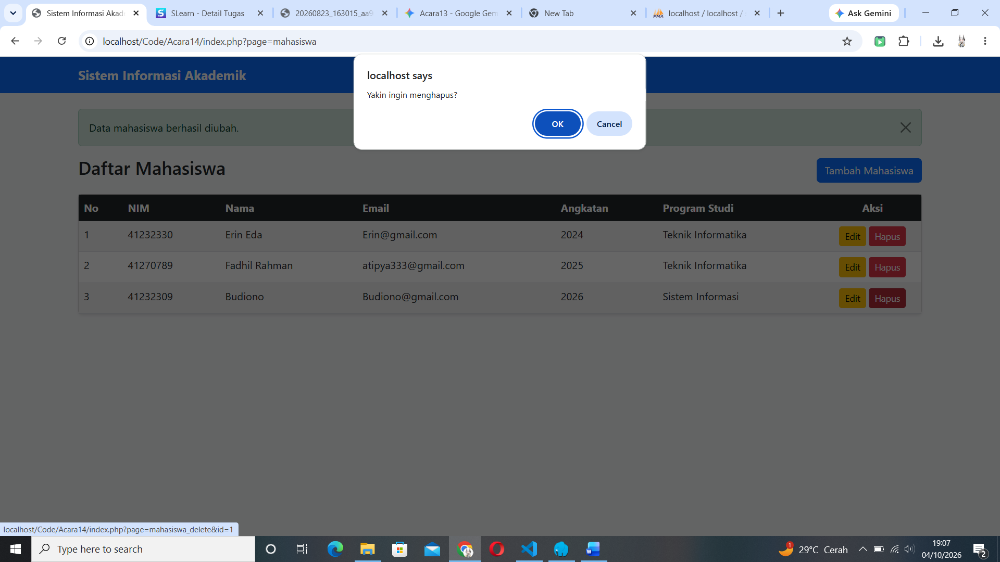 Sistem Informasi Akad
SLearn - Detail Tugas
20260823_163015_aa9
Acara13 - Google Gem
New Tab
localhost / localhost /
Ask Gemini
localhost/Code/Acara14/index.php?page=mahasiswa
Sistem Informasi Akademik
localhost says
Yakin ingin menghapus?
OK
Cancel
Data mahasiswa berhasil diubah.
Daftar Mahasiswa
Tambah Mahasiswa
No NIM Nama Email Angkatan Program Studi Aksi
1 41232330 Erin Eda Erin@gmail.com 2024 Teknik Informatika Edit Hapus
2 41270789 Fadhil Rahman atipya333@gmail.com 2025 Teknik Informatika Edit Hapus
3 41232309 Budiono Budiono@gmail.com 2026 Sistem Informasi Edit Hapus
localhost/Code/Acara14/index.php?page=mahasiswa_delete&id=1
Type here to search
1
29°C Cerah
19:07
04/10/2026
2